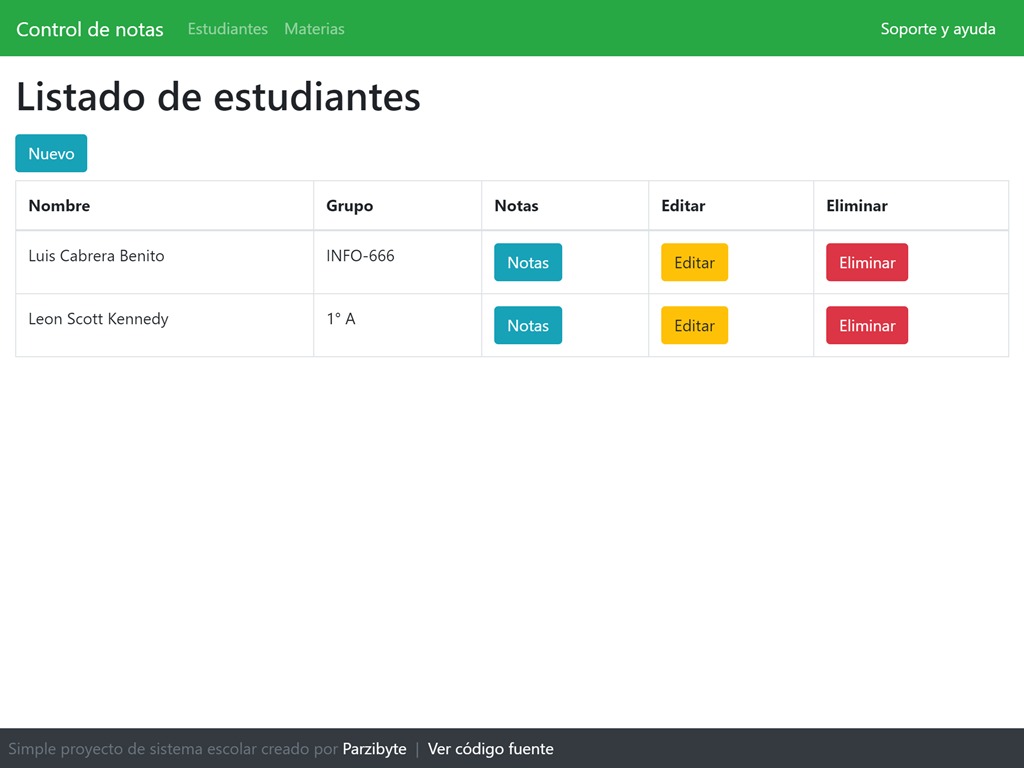 Control de notas Estudiantes Materias Soporte y ayuda
Listado de estudiantes
Nuevo
Nombre Grupo Notas Editar Eliminar
Luis Cabrera Benito INFO-666 Notas Editar Eliminar
Leon Scott Kennedy 1° A Notas Editar Eliminar
Simple proyecto de sistema escolar creado por Parzibyte | Ver código fuente